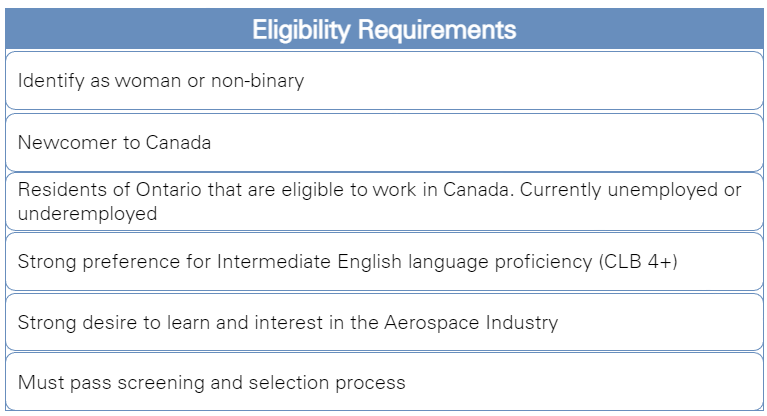 Eligibility Requirements
Identify as woman or non-binary
Newcomer to Canada
Residents of Ontario that are eligible to work in Canada. Currently unemployed or
underemployed
Strong preference for Intermediate English language proficiency (CLB 4+)
Strong desire to learn and interest in the Aerospace Industry
Must pass screening and selection process